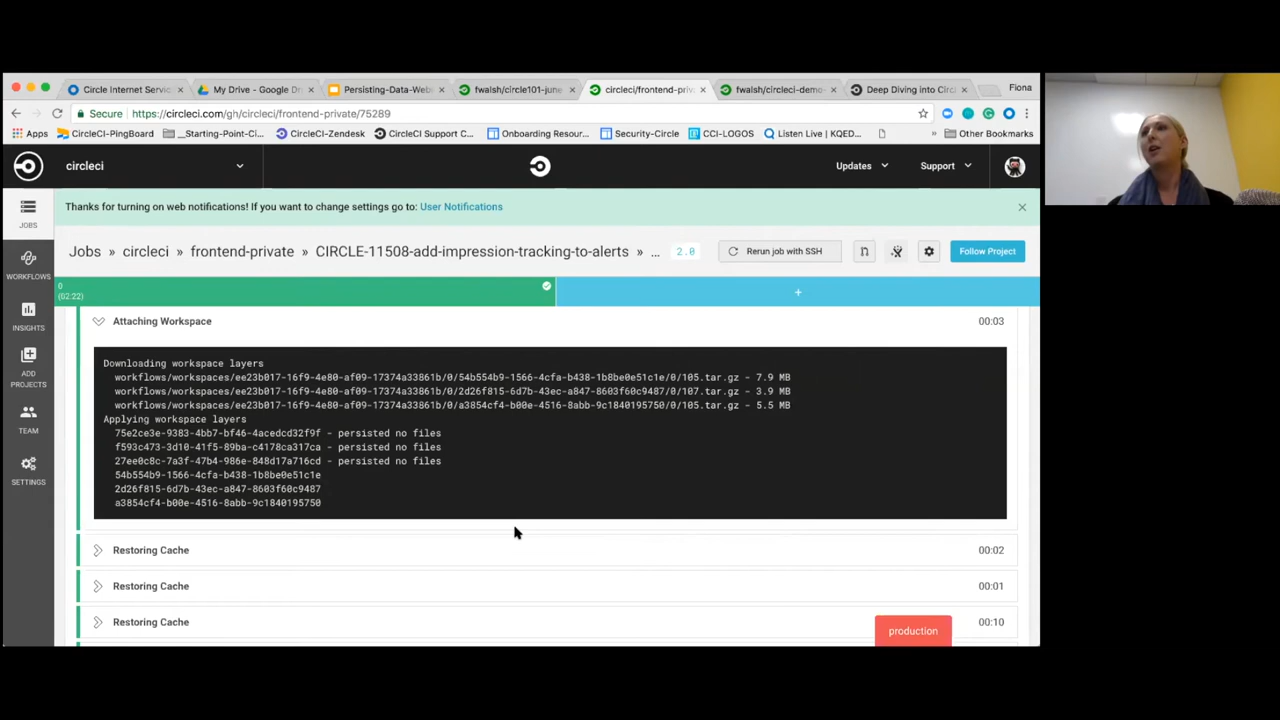 Circle Internet Servic
My Drive - Google Dr
Persisting-Data-Web
fwalsh/circle101-june
circleci/frontend-priva
fwalsh/circleci-demo-
Deep Diving into Circ
Fiona
Secure https://circleci.com/gh/circleci/frontend-private/75289
Apps
CircleCI-PingBoard
__Starting-Point-Ci
CircleCI-Zendesk
CircleCI Support C...
Onboarding Resour...
Security-Circle
CCI-LOGOS
Listen Live | KQED...
» Other Bookmarks
circleci
Updates
Support
Thanks for turning on web notifications! If you want to change settings go to: User Notifications
JOBS
Jobs » circleci » frontend-private » CIRCLE-11508-add-impression-tracking-to-alerts » ...
2.0
Rerun job with SSH
Follow Project
WORKFLOWS
0
(02:22)
+
INSIGHTS
Attaching Workspace
00:03
ADD
PROJECTS
Downloading workspace layers
workflows/workspaces/ee23b017-16f9-4e80-af09-17374a33861b/0/54b554b9-1566-4cfa-b438-1b8be0e51c1e/0/105.tar.gz - 7.9 MB
workflows/workspaces/ee23b017-16f9-4e80-af09-17374a33861b/0/2d26f815-6d7b-43ec-a847-8603f60c9487/0/107.tar.gz - 3.9 MB
workflows/workspaces/ee23b017-16f9-4e80-af09-17374a33861b/0/a3854cf4-b00e-4516-8abb-9c1840195750/0/105.tar.gz - 5.5 MB
Applying workspace layers
75e2ce3e-9383-4bb7-bf46-4acedcd32f9f - persisted no files
f593c473-3d10-41f5-89ba-c4178ca317ca - persisted no files
27ee0c8c-7a3f-47b4-986e-848d17a716cd - persisted no files
54b554b9-1566-4cfa-b438-1b8be0e51c1e
2d26f815-6d7b-43ec-a847-8603f60c9487
a3854cf4-b00e-4516-8abb-9c1840195750
TEAM
SETTINGS
Restoring Cache
00:02
Restoring Cache
00:01
Restoring Cache
00:10
production